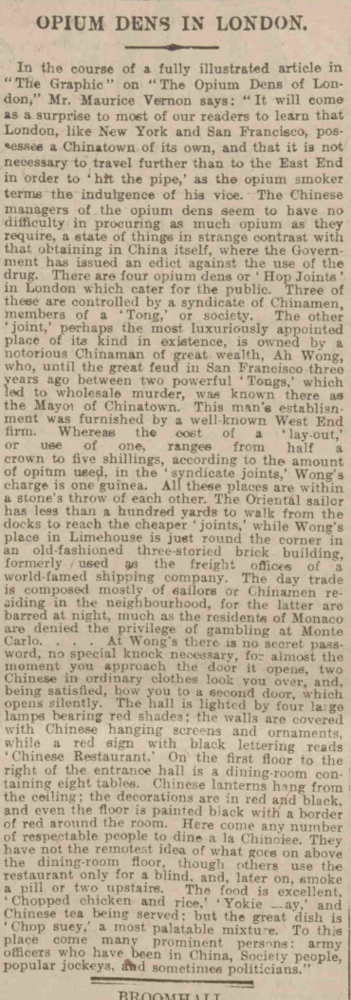 OPIUM DENS IN LONDON.
In the course of a fully illustrated article in
"The Graphic" on "The Opium Dens of Lon-
don," Mr. Maurice Vernon says: "It will come
as a surprise to most of our readers to learn that
London, like New York and San Francisco, pos-
sesses a Chinatown of its own, and that it is not
necessary to travel further than to the East End
in order to 'hit the pipe,' as the opium smoker
terms the indulgence of his vice. The Chinese
managers of the opium dens seem to have no
difficulty in procuring as much opium as they
require, a state of things in strange contrast with
that obtaining in China itself, where the Govern-
ment has issued an edict against the use of the
drug. There are four opium dens or 'Hop Joints'
in London which cater for the public. Three of
these are controlled by a syndicate of Chinamen,
members of a 'Tong,' or society. The other
'joint,' perhaps the most luxuriously appointed
place of its kind in existence, is owned by a
notorious Chinaman of great wealth, Ah Wong,
who, until the great feud in San Francisco three
years ago between two powerful 'Tongs,' which
led to wholesale murder, was known there as
the Mayor of Chinatown. This man's establish-
ment was furnished by a well-known West End
firm. Whereas the cost of a 'lay-out,'
or use of one, ranges from half a
crown to five shillings, according to the amount
of opium used, in the 'syndicate joints,' Wong's
charge is one guinea. All these places are within
a stone's throw of each other. The Oriental sailor
has less than a hundred yards to walk from the
docks to reach the cheaper 'joints,' while Wong's
place in Limehouse is just round the corner in
an old-fashioned three-storied brick building,
formerly used as the freight offices of a
world-famed shipping company. The day trade
is composed mostly of sailors or Chinamen re-
siding in the neighbourhood, for the latter are
barred at night, much as the residents of Monaco
are denied the privilege of gambling at Monte
Carlo. . . . At Wong's there is no secret pass-
word, no special knock necessary, for almost the
moment you approach the door it opens, two
Chinese in ordinary clothes look you over, and,
being satisfied, bow you to a second door, which
opens silently. The hall is lighted by four large
lamps bearing red shades; the walls are covered
with Chinese hanging screens and ornaments,
while a red sign with black lettering reads
'Chinese Restaurant.' On the first floor to the
right of the entrance hall is a dining-room con-
taining eight tables. Chinese lanterns hang from
the ceiling; the decorations are in red and black,
and even the floor is painted black with a border
of red around the room. Here come any number
of respectable people to dine a la Chinoise. They
have not the remotest idea of what goes on above
the dining-room floor, though others use the
restaurant only for a blind, and, later on, smoke
a pill or two upstairs. The food is excellent,
'Chopped chicken and rice,' 'Yokie —ay,' and
Chinese tea being served; but the great dish is
'Chop suey,' a most palatable mixture. To this
place come many prominent persons: army
officers who have been in China, Society people,
popular jockeys, and sometimes politicians."
BROOMHALL